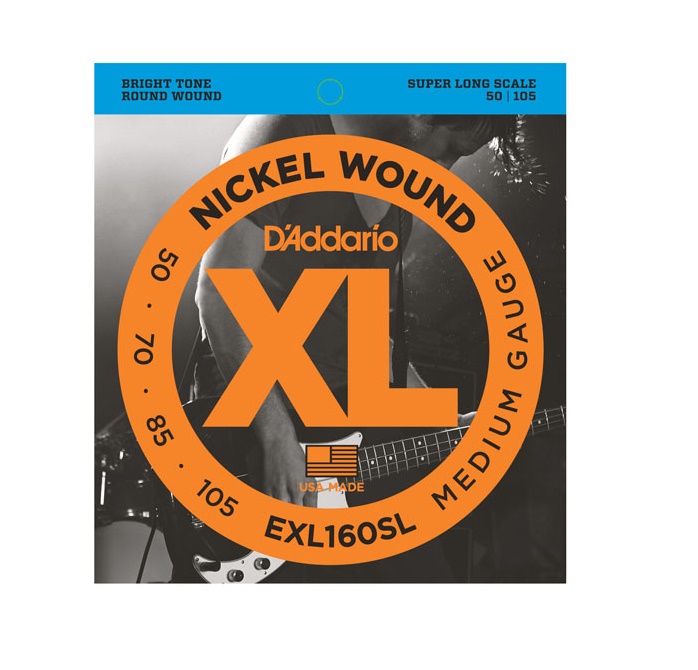 BRIGHT TONE
ROUND WOUND
SUPER LONG SCALE
50 | 105
NICKEL WOUND
D'Addario
XL
50 · 70 · 85 · 105
MEDIUM GAUGE
USA MADE
EXL160SL